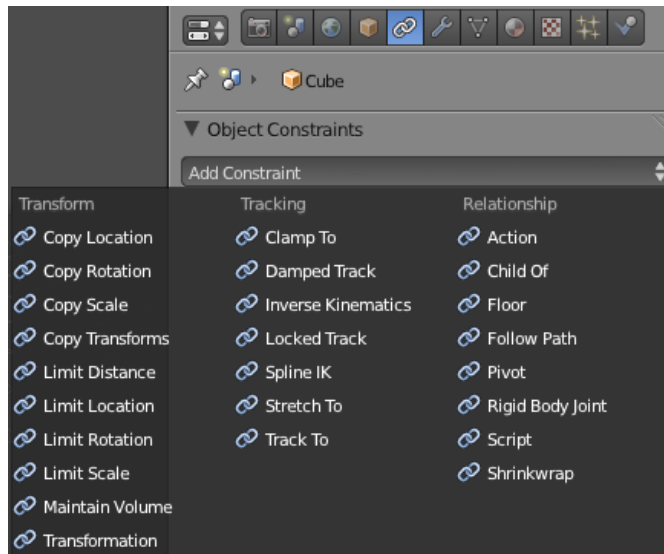 Cube
Object Constraints
Add Constraint
Transform
Copy Location
Copy Rotation
Copy Scale
Copy Transforms
Limit Distance
Limit Location
Limit Rotation
Limit Scale
Maintain Volume
Transformation
Tracking
Clamp To
Damped Track
Inverse Kinematics
Locked Track
Spline IK
Stretch To
Track To
Relationship
Action
Child Of
Floor
Follow Path
Pivot
Rigid Body Joint
Script
Shrinkwrap